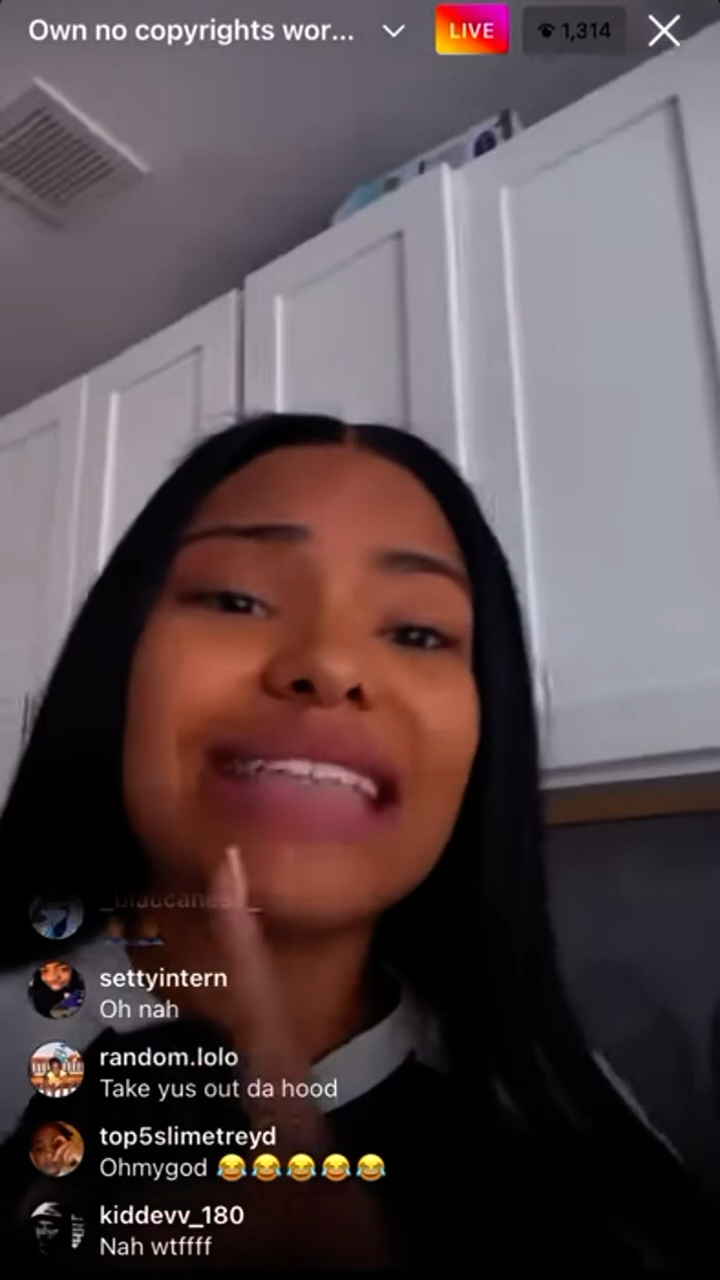 Own no copyrights wor...
LIVE
1,314
settyintern
Oh nah
random.lolo
Take yus out da hood
top5slimetreyd
Ohmygod 😂😂😂😂😂
kiddevv_180
Nah wtffff